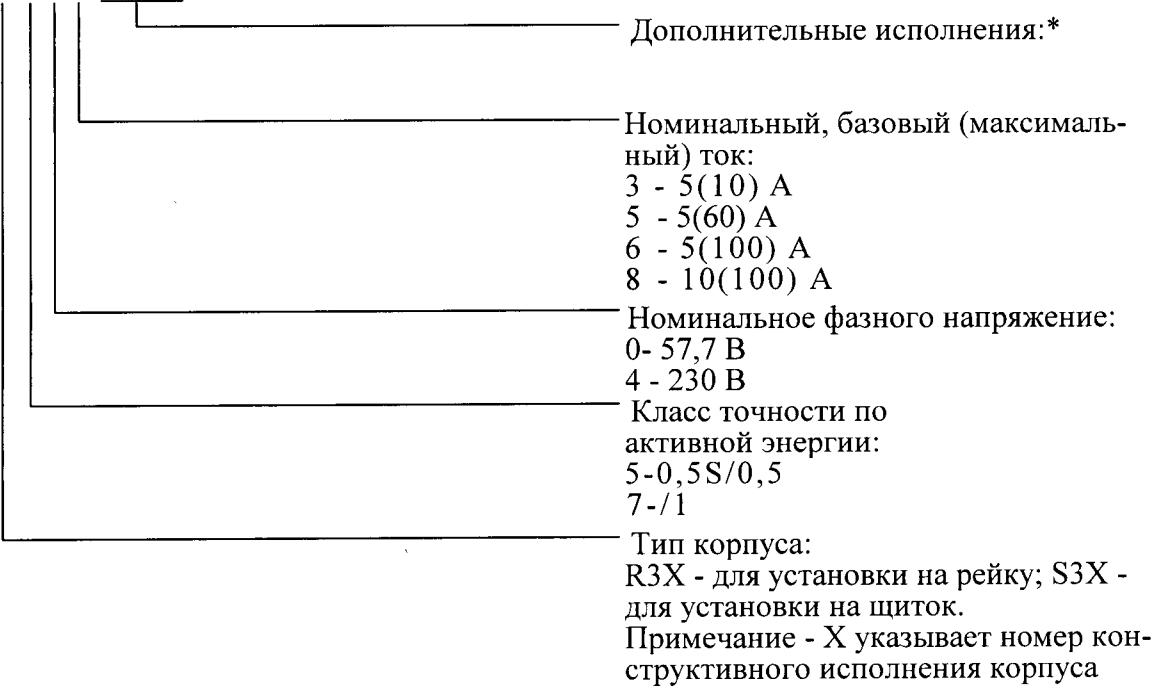 Дополнительные исполнения:*
Номинальный, базовый (максималь-
ный) ток:
3 - 5(10) А
5 - 5(60) А
6 - 5(100) А
8 - 10(100) А
Номинальное фазного напряжение:
0- 57,7 В
4 - 230 В
Класс точности по
активной энергии:
5-0,5S/0,5
7-/1
Тип корпуса:
R3X - для установки на рейку; S3X -
для установки на щиток.
Примечание - X указывает номер кон-
структивного исполнения корпуса